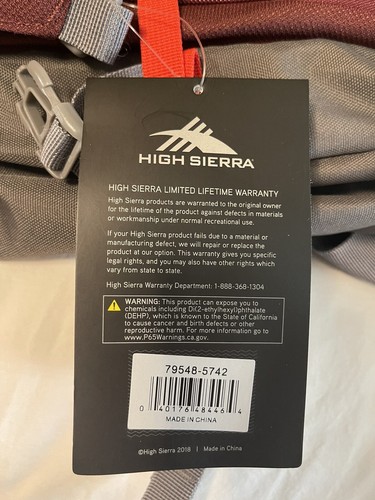 HIGH SIERRA
HIGH SIERRA LIMITED LIFETIME WARRANTY
High Sierra products are warranted to the original owner
for the lifetime of the product against defects in materials
or workmanship under normal recreational use.
If your High Sierra product fails due to a material or
manufacturing defect, we will repair or replace the
product at our option. This warranty gives you specific
legal rights, and you may also have other rights which
vary from state to state.
High Sierra Warranty Department: 1-888-368-1304
WARNING: This product can expose you to
chemicals including Di(2-ethylhexyl)phthalate
(DEHP), which is known to the State of California
to cause cancer and birth defects or other
reproductive harm. For more information go to
www.P65Warnings.ca.gov.
79548-5742
0 40176 48446 4
MADE IN CHINA
©High Sierra 2018 | Made in China